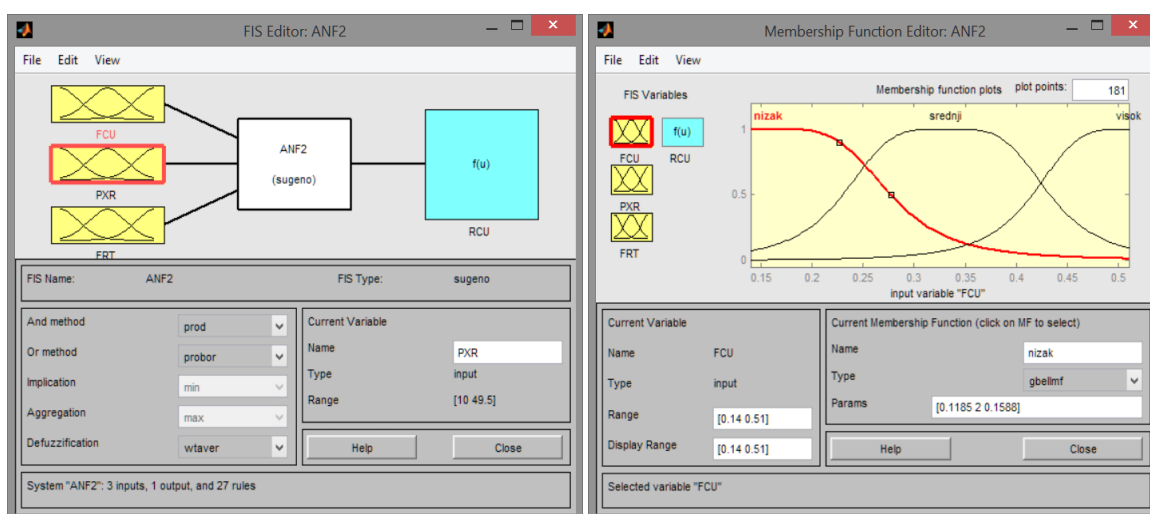 FIS Editor: ANF2
File Edit View
FCU
PXR
FRT
ANF2
(sugeno)
f(u)
RCU
FIS Name: ANF2 FIS Type: sugeno
And method prod
Or method probor
Implication min
Aggregation max
Defuzzification wtaver
Current Variable
Name PXR
Type input
Range [10 49.5]
Help Close
System "ANF2": 3 inputs, 1 output, and 27 rules
Membership Function Editor: ANF2
File Edit View
FIS Variables
FCU
PXR
FRT
f(u)
RCU
Membership function plots plot points: 181
nizak srednji visok
1
0.5
0
0.15 0.2 0.25 0.3 0.35 0.4 0.45 0.5
input variable "FCU"
Current Variable
Name FCU
Type input
Range [0.14 0.51]
Display Range [0.14 0.51]
Current Membership Function (click on MF to select)
Name nizak
Type gbellmf
Params [0.1185 2 0.1588]
Help Close
Selected variable "FCU"